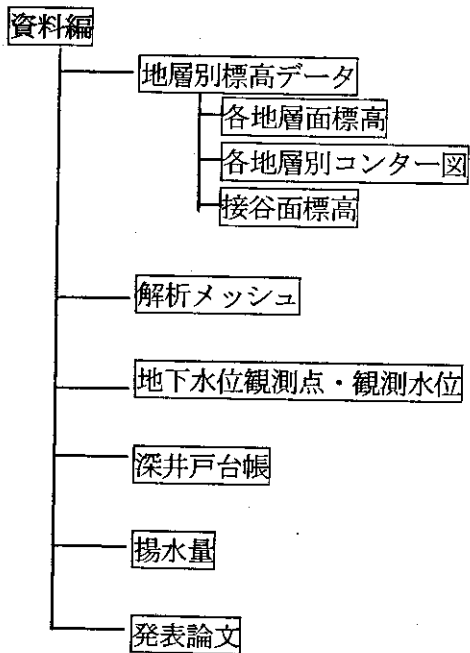 資料編
地層別標高データ
各地層面標高
各地層別コンター図
接谷面標高
解析メッシュ
地下水位観測点・観測水位
深井戸台帳
揚水量
発表論文